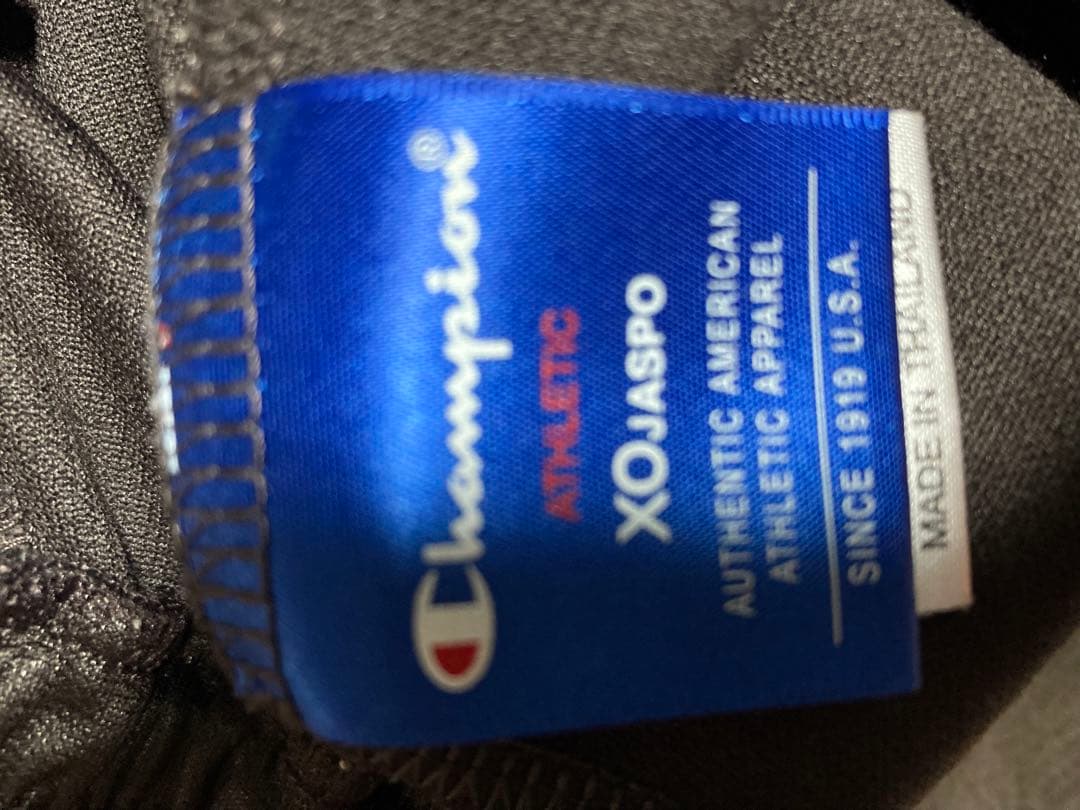 Champion®
ATHLETIC
XOJASPO
AUTHENTIC AMERICAN
ATHLETIC APPAREL
SINCE 1919 U.S.A.
MADE IN THAILAND